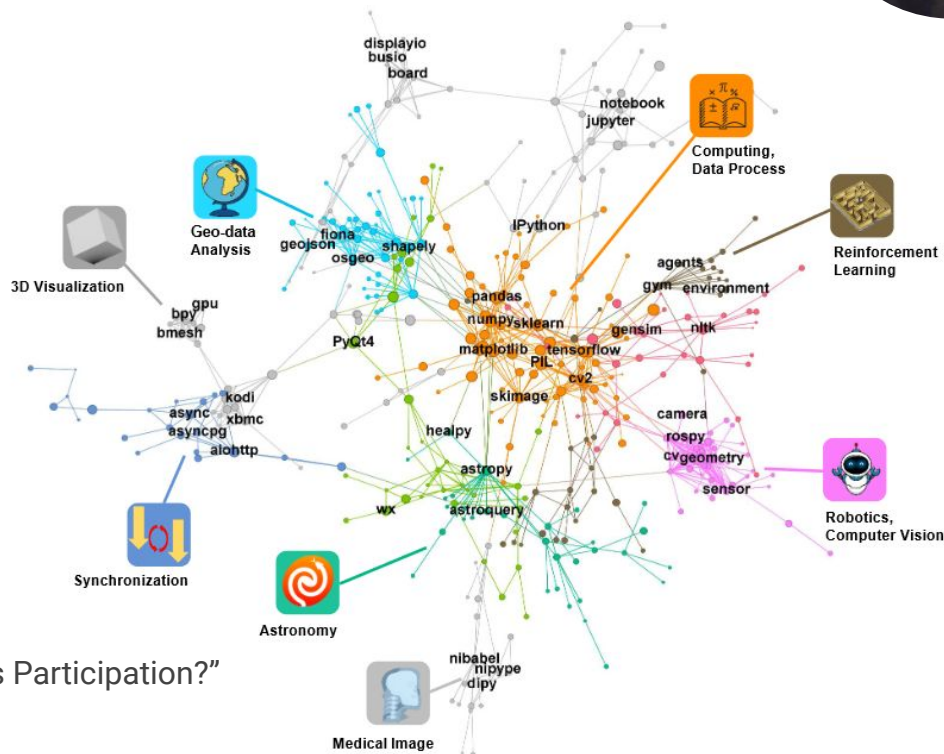 displayio
busio
board
notebook
jupyter
Computing,
Data Process
Geo-data
Analysis
fiona
geojson
osgeo
shapely
IPython
agents
gym
environment
Reinforcement
Learning
3D Visualization
gpu
bpy
bmesh
PyQt4
pandas
numpy
sklearn
matplotlib
tensorflow
PIL
cv2
skimage
gensim
nltk
kodi
async
xbmc
asyncpg
aiohttp
healpy
astropy
astroquery
wx
camera
rospy
cv
geometry
sensor
Robotics,
Computer Vision
Synchronization
Astronomy
s Participation?”
nibabel
nipype
dipy
Medical Image